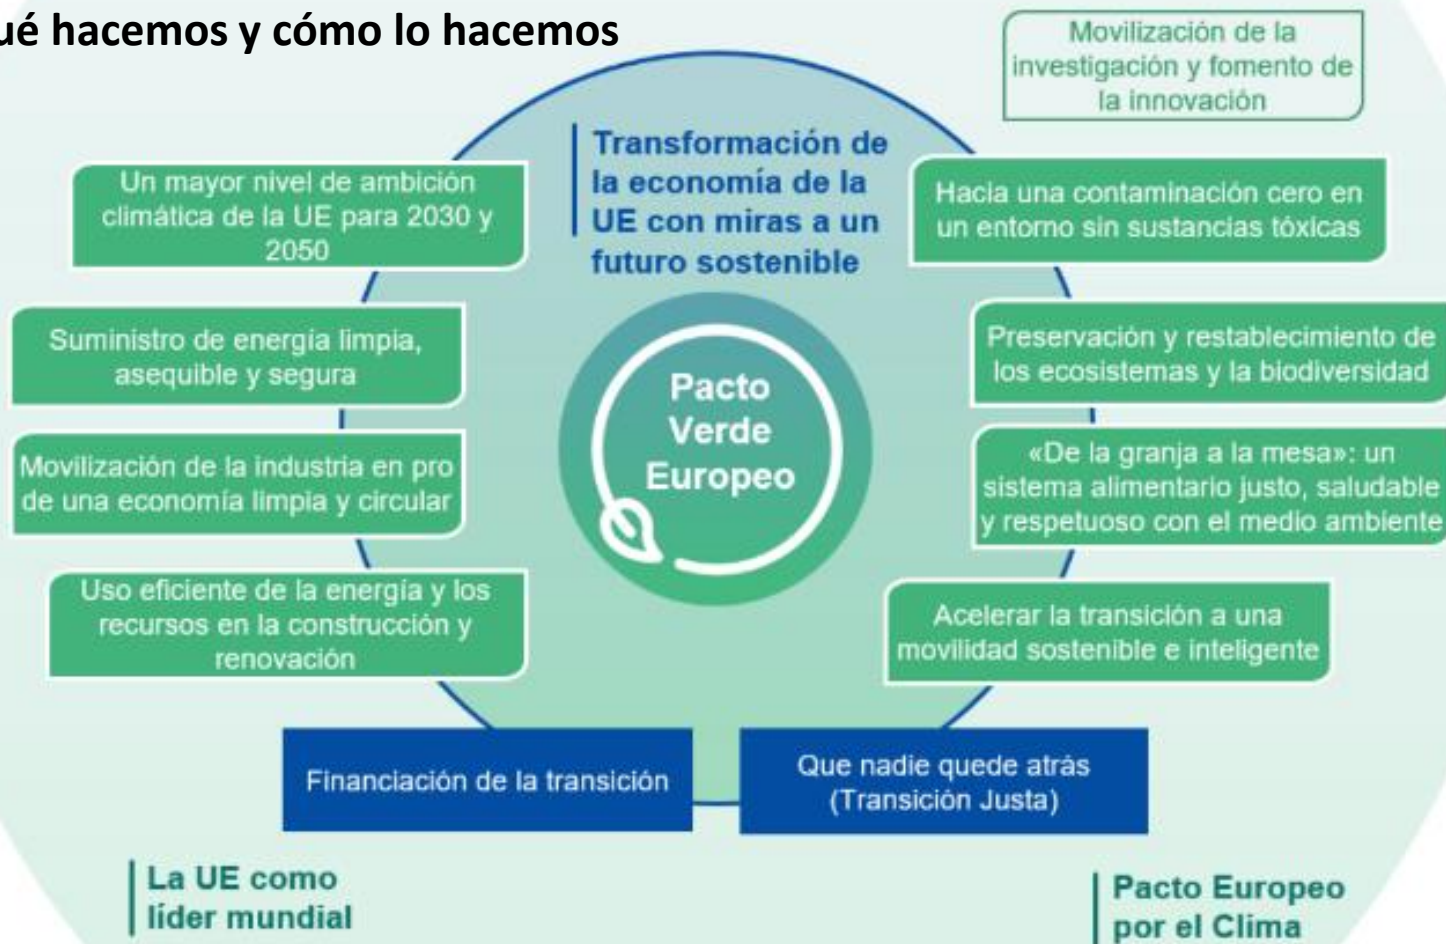 ué hacemos y cómo lo hacemos
Movilización de la
investigación y fomento de
la innovación
Transformación de
la economía de la
UE con miras a un
futuro sostenible
Un mayor nivel de ambición
climática de la UE para 2030 y
2050
Hacia una contaminación cero en
un entorno sin sustancias tóxicas
Suministro de energía limpia,
asequible y segura
Preservación y restablecimiento de
los ecosistemas y la biodiversidad
Pacto
Verde
Europeo
Movilización de la industria en pro
de una economía limpia y circular
«De la granja a la mesa»: un
sistema alimentario justo, saludable
y respetuoso con el medio ambiente
Uso eficiente de la energía y los
recursos en la construcción y
renovación
Acelerar la transición a una
movilidad sostenible e inteligente
Financiación de la transición
Que nadie quede atrás
(Transición Justa)
La UE como
líder mundial
Pacto Europeo
por el Clima